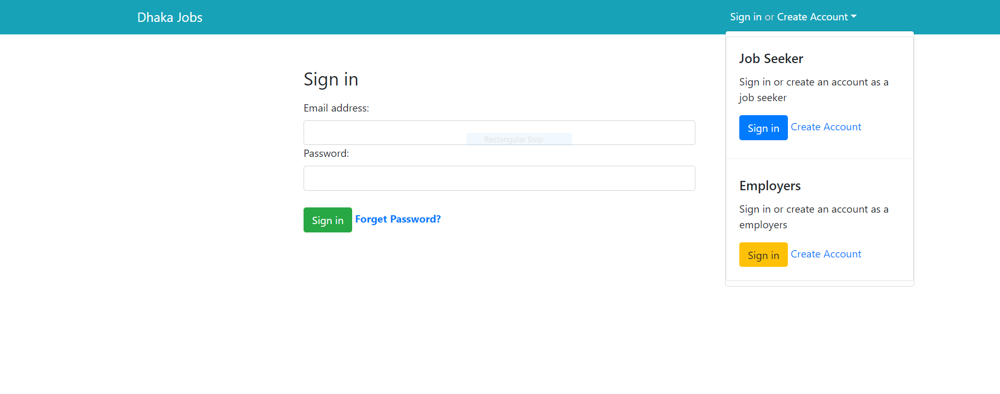 Dhaka Jobs
Sign in or Create Account
Sign in
Email address:
Rectangular Snip
Password:
Sign in Forget Password?
Job Seeker
Sign in or create an account as a
job seeker
Sign in Create Account
Employers
Sign in or create an account as a
employers
Sign in Create Account